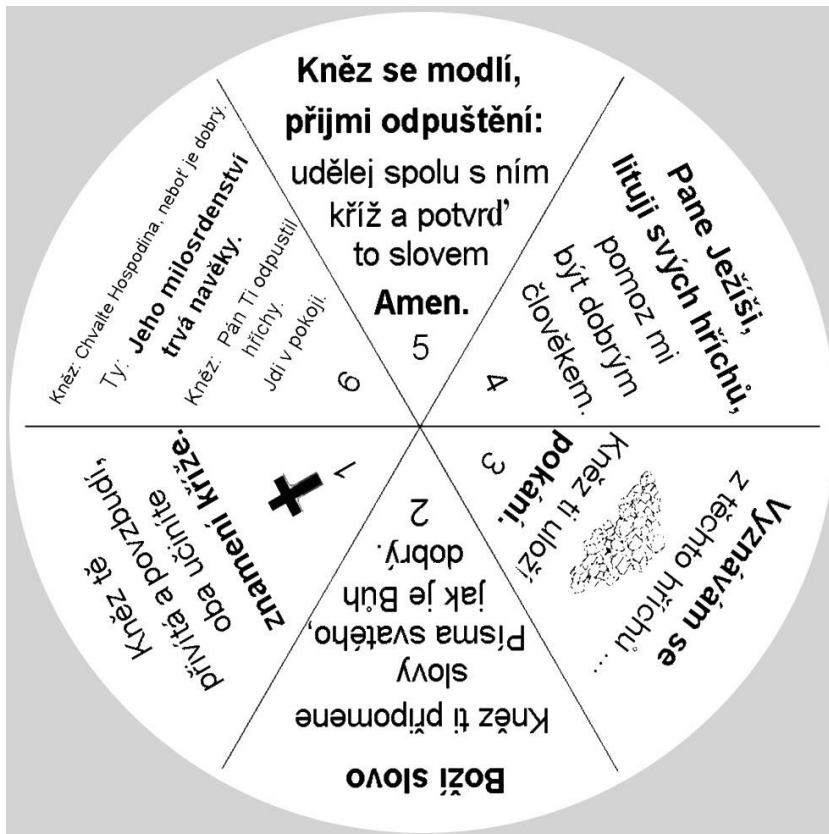 1
Kněz tě
přivítá a povzbudí,
oba učiníte
znamení kříže.
2
Boží slovo
Kněz ti připomene
slovy
Písma svatého,
jak je Bůh
dobrý.
3
Vyznávám se
z těchto hříchů ...
Kněz ti uloží
pokání.
4
Pane Ježíši,
lituji svých hříchů,
pomoz mi
být dobrým
člověkem.
5
Kněz se modlí,
přijmi odpuštění:
udělej spolu s ním
kříž a potvrď
to slovem
Amen.
6
Kněz: Chvalte Hospodina, neboť je dobrý.
Ty: Jeho milosrdenství
trvá navěky.
Kněz: Pán Ti odpustil
hříchy.
Jdi v pokoji.